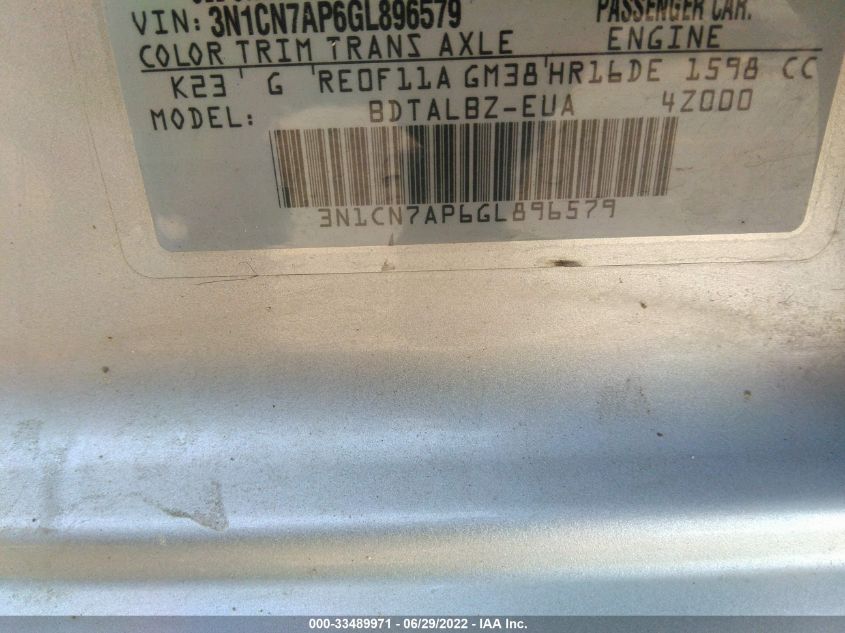 VIN: 3N1CN7AP6GL896579 PASSENGER CAR.
COLOR TRIM TRANS AXLE ENGINE
K23 G RE0F11A GM38 HR16DE 1598 CC
MODEL: BDTALBZ-EUA 4Z000
3N1CN7AP6GL896579
000-33489971 - 06/29/2022 - IAA Inc.